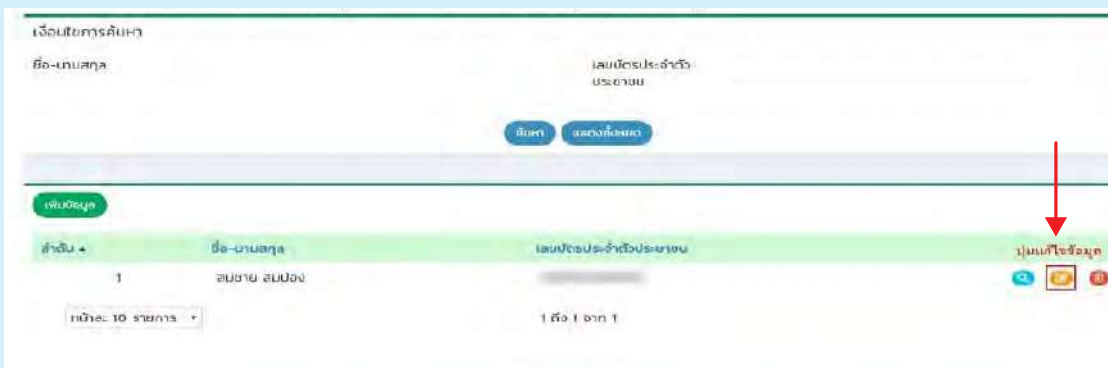 เงื่อนไขการค้นหา
ชื่อ-นามสกุล
เลขบัตรประจำตัว
ประชาชน
ค้นหา แสดงทั้งหมด
เพิ่มข้อมูล
ลำดับ ชื่อ-นามสกุล เลขบัตรประจำตัวประชาชน ปุ่มแก้ไขข้อมูล
1 สมชาย สมปอง
หน้าละ 10 รายการ 1 ถึง 1 จาก 1